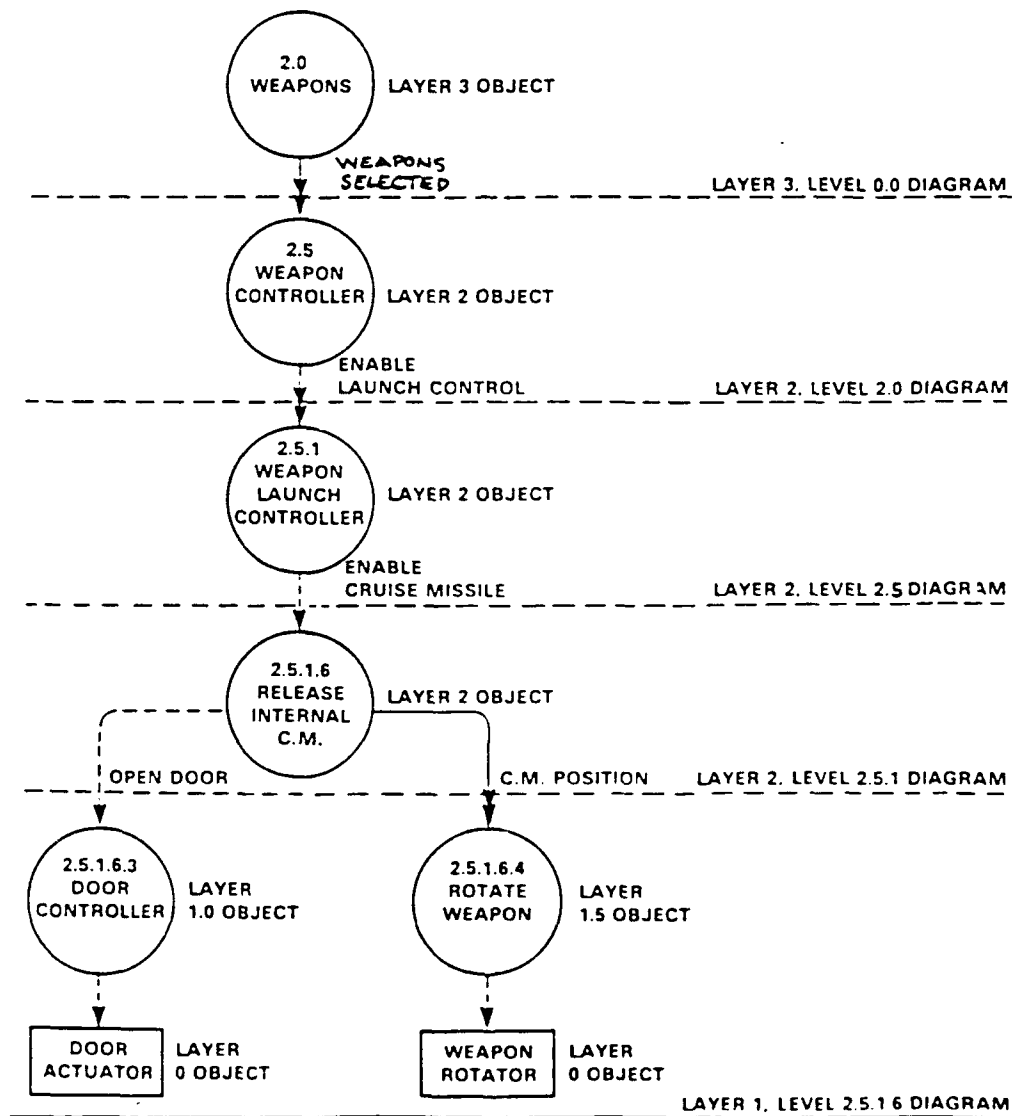 2.0
WEAPONS
LAYER 3 OBJECT
WEAPONS
SELECTED
LAYER 3, LEVEL 0.0 DIAGRAM
2.5
WEAPON
CONTROLLER
LAYER 2 OBJECT
ENABLE
LAUNCH CONTROL
LAYER 2, LEVEL 2.0 DIAGRAM
2.5.1
WEAPON
LAUNCH
CONTROLLER
LAYER 2 OBJECT
ENABLE
CRUISE MISSILE
LAYER 2, LEVEL 2.5 DIAGRAM
2.5.1.6
RELEASE
INTERNAL
C.M.
LAYER 2 OBJECT
OPEN DOOR
C.M. POSITION
LAYER 2, LEVEL 2.5.1 DIAGRAM
2.5.1.6.3
DOOR
CONTROLLER
LAYER
1.0 OBJECT
2.5.1.6.4
ROTATE
WEAPON
LAYER
1.5 OBJECT
DOOR
ACTUATOR
LAYER
0 OBJECT
WEAPON
ROTATOR
LAYER
0 OBJECT
LAYER 1, LEVEL 2.5.1 6 DIAGRAM